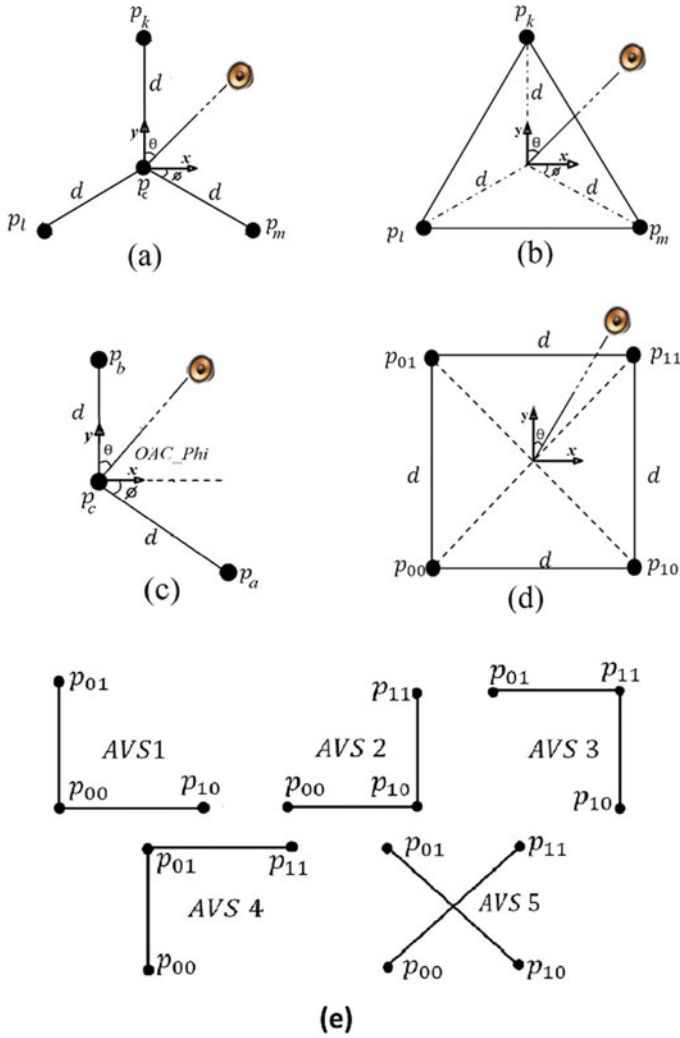 p_k p_k
d d
y θ y θ
x x
ø ø
p_c
d d d d
p_l p_m p_l p_m
(a) (b)
p_b p_01 d p_11
d
y θ y θ
OAC_Phi
x x
ø
p_c d d
d
p_a p_00 d p_10
(c) (d)
p_01 p_11 p_01 p_11
AVS1 AVS 2 AVS 3
p_00 p_10 p_00 p_10 p_10
p_01 p_11 p_01 p_11
AVS 4 AVS 5
p_00 p_00 p_10
(e)